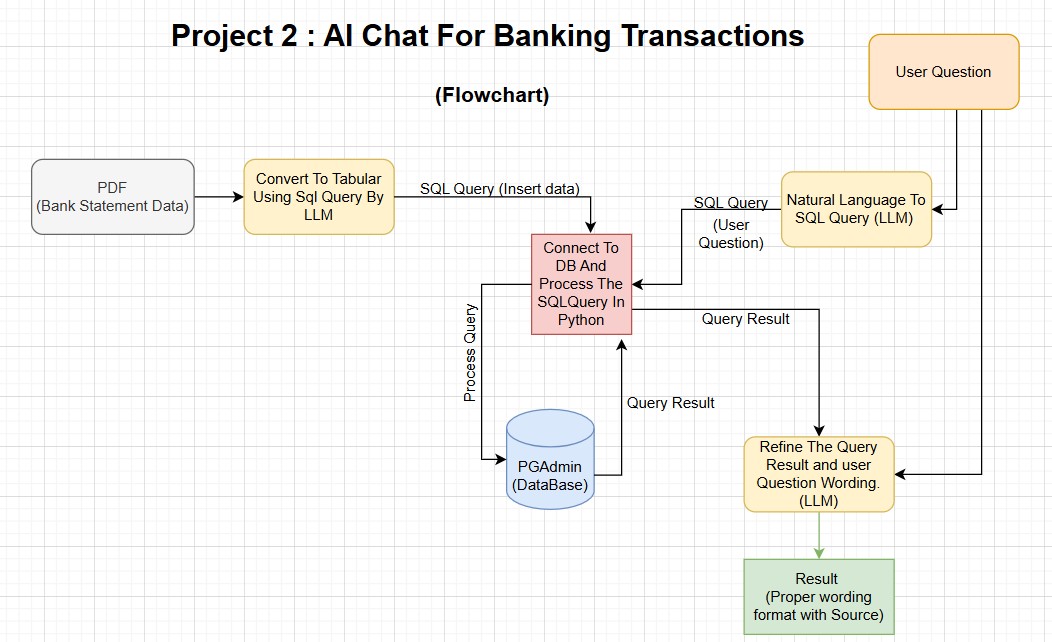 Project 2 : AI Chat For Banking Transactions
(Flowchart)
User Question
PDF
(Bank Statement Data)
Convert To Tabular
Using Sql Query By
LLM
SQL Query (Insert data)
Natural Language To
SQL Query (LLM)
SQL Query
(User
Question)
Connect To
DB And
Process The
SQLQuery In
Python
Query Result
Process Query
Query Result
PGAdmin
(DataBase)
Refine The Query
Result and user
Question Wording.
(LLM)
Result
(Proper wording
format with Source)